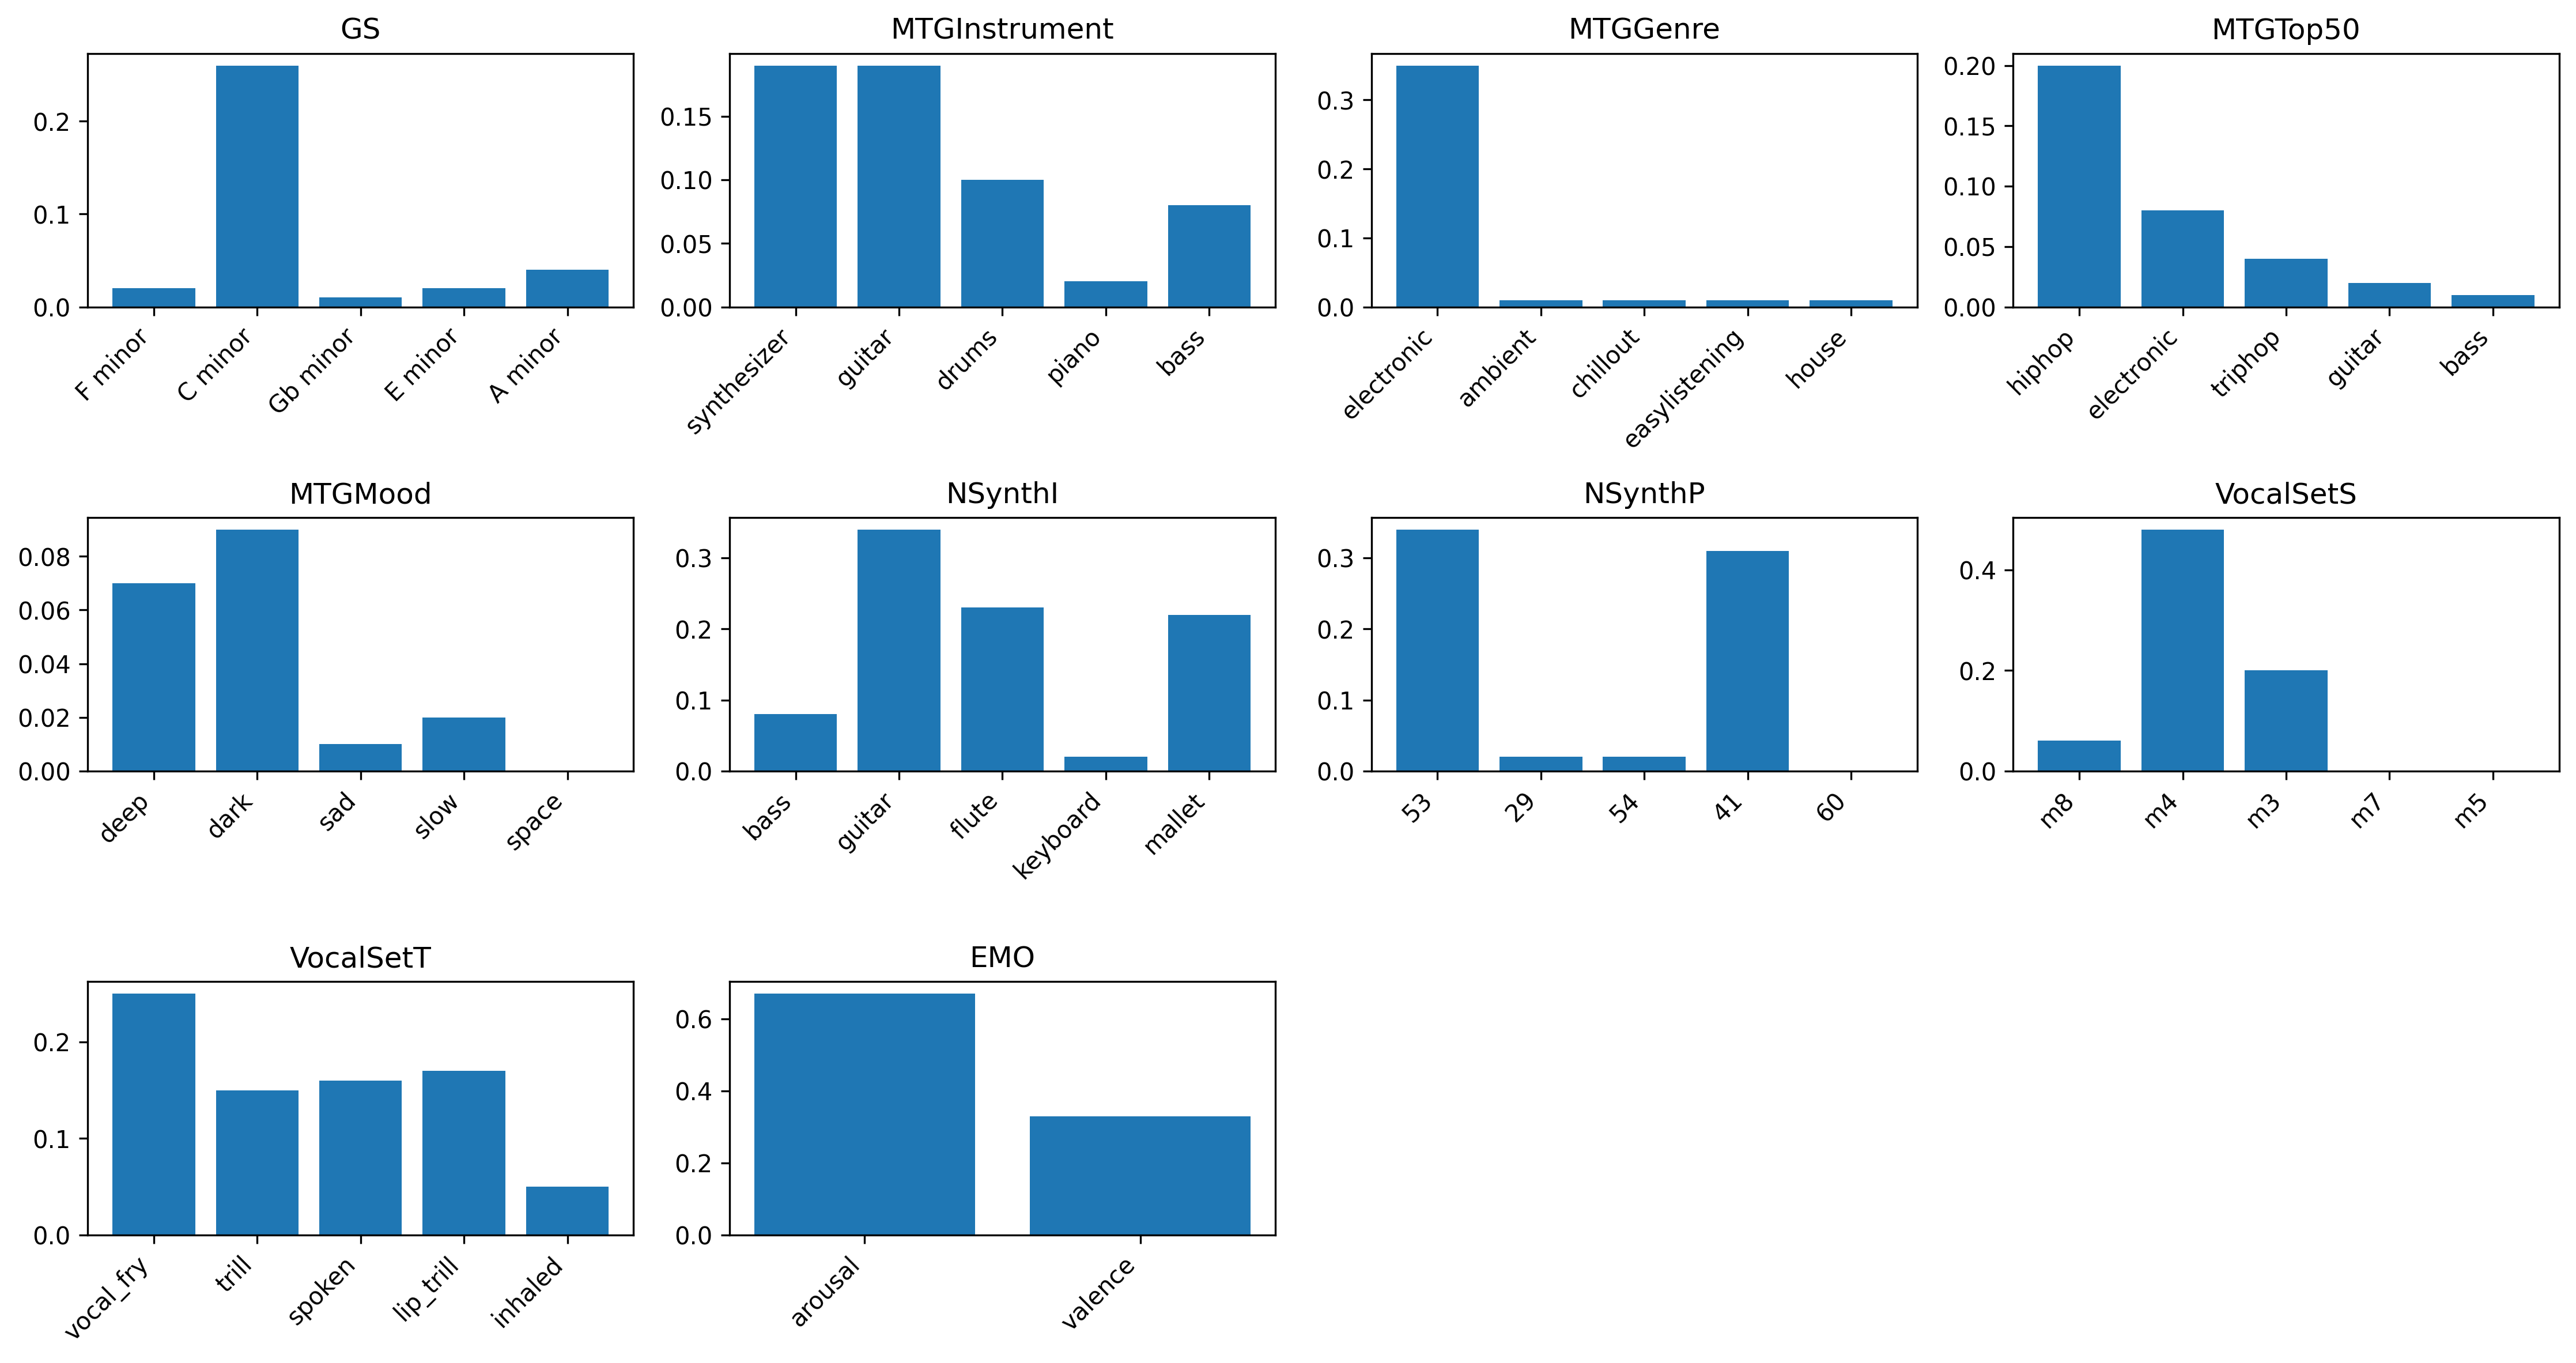 GS
0.2
0.1
0.0
F minor
C minor
Gb minor
E minor
A minor
MTGInstrument
0.15
0.10
0.05
0.00
synthesizer
guitar
drums
piano
bass
MTGGenre
0.3
0.2
0.1
0.0
electronic
ambient
chillout
easylistening
house
MTGTop50
0.20
0.15
0.10
0.05
0.00
hiphop
electronic
triphop
guitar
bass
MTGMood
0.08
0.06
0.04
0.02
0.00
deep
dark
sad
slow
space
NSynthI
0.3
0.2
0.1
0.0
bass
guitar
flute
keyboard
mallet
NSynthP
0.3
0.2
0.1
0.0
53
29
54
41
60
VocalSetS
0.4
0.2
0.0
m8
m4
m3
m7
m5
VocalSetT
0.2
0.1
0.0
vocal_fry
trill
spoken
lip_trill
inhaled
EMO
0.6
0.4
0.2
0.0
arousal
valence